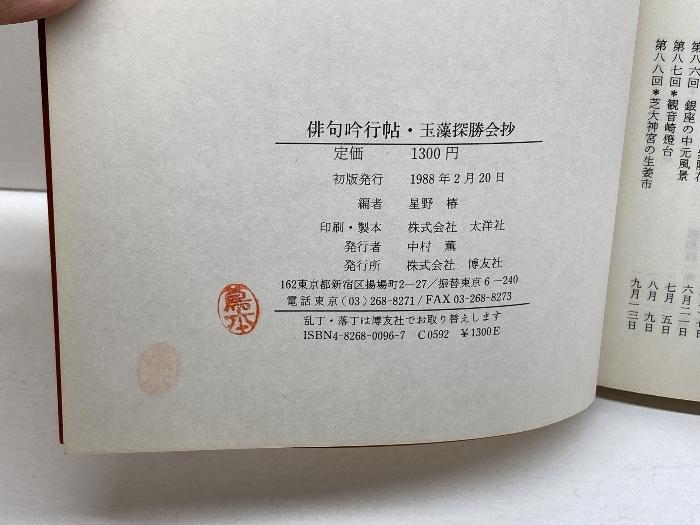 俳句吟行帖・玉藻探勝会抄
定価 1300円
初版発行 1988年2月20日
編者 星野 椿
印刷・製本 株式会社 太洋社
発行者 中村 薫
発行所 株式会社 博友社
162東京都新宿区揚場町2―27/振替東京6―240
電話東京(03)268-8271/FAX03-268-8273
乱丁・落丁は博友社でお取り替えします
ISBN4-8268-0096-7 C0592 ¥1300E
第八六回 銀座の中元風景 七月五日
第八七回*観音崎燈台 八月九日
第八八回*芝大神宮の生姜市 九月一三日